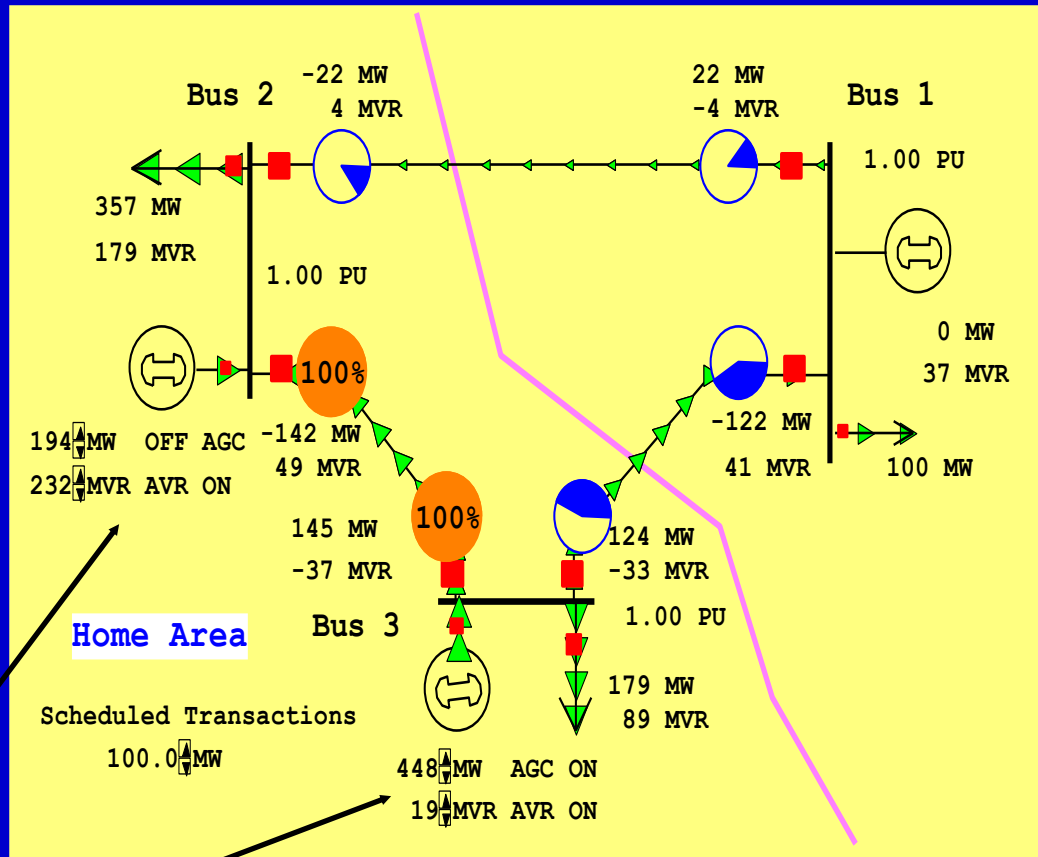 -22 MW
4 MVR
22 MW
-4 MVR
Bus 2
Bus 1
1.00 PU
357 MW
179 MVR
1.00 PU
0 MW
37 MVR
100%
194 MW OFF AGC
232 MVR AVR ON
-142 MW
49 MVR
-122 MW
41 MVR
100 MW
100%
145 MW
-37 MVR
124 MW
-33 MVR
Bus 3
1.00 PU
Home Area
179 MW
89 MVR
Scheduled Transactions
100.0 MW
448 MW AGC ON
19 MVR AVR ON